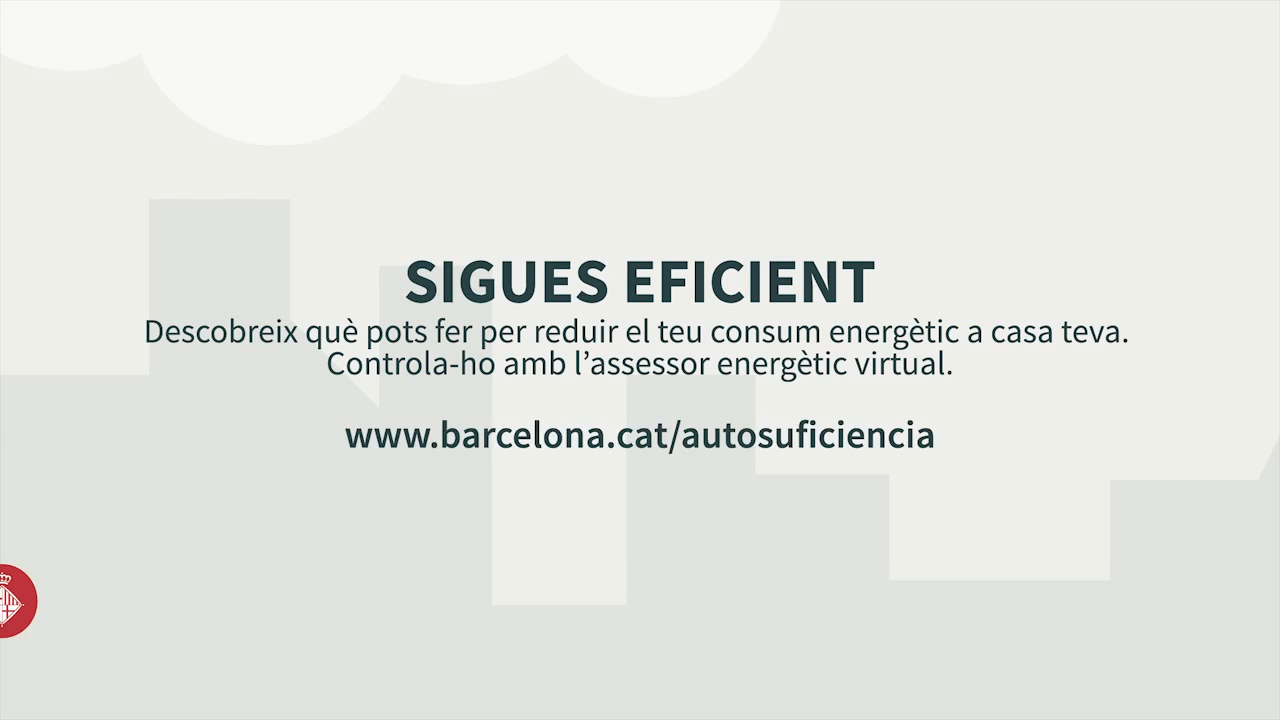 SIGUES EFICIENT
Descobreix què pots fer per reduir el teu consum energètic a casa teva.
Controla-ho amb l’assessor energètic virtual.
www.barcelona.cat/autosuficiencia